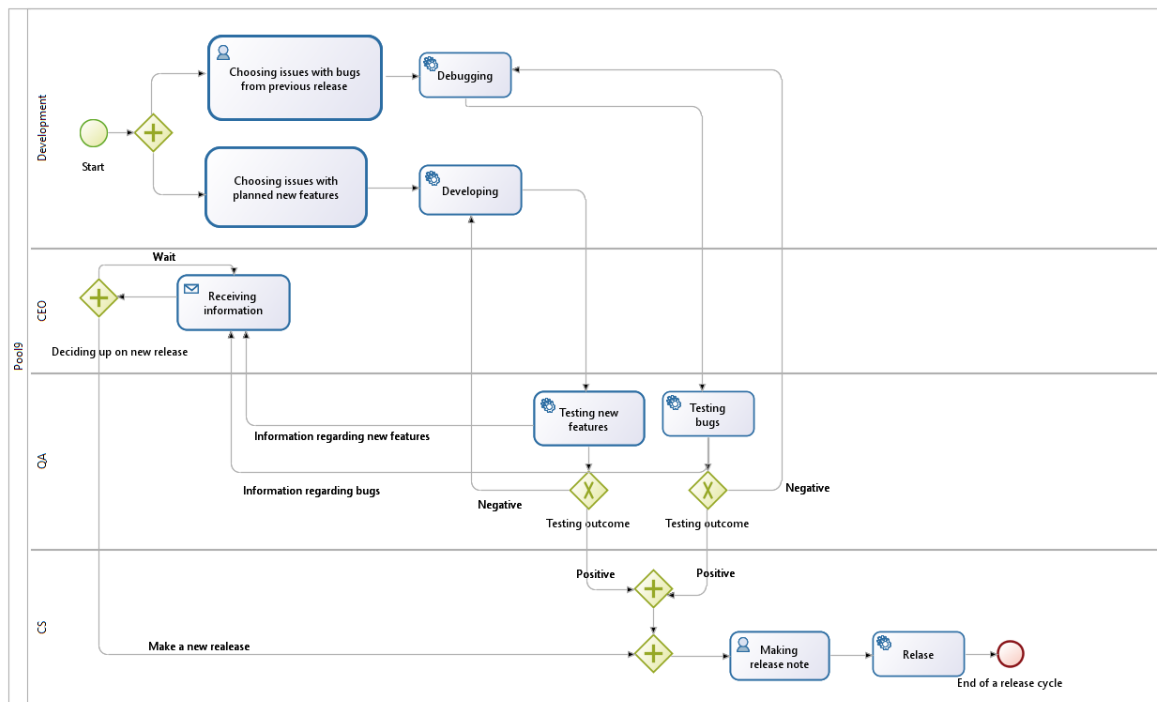 Pool9
Development
Choosing issues with bugs
from previous release
Debugging
Start
Choosing issues with
planned new features
Developing
CEO
Wait
Receiving
information
Deciding up on new release
QA
Testing new
features
Testing
bugs
Information regarding new features
Information regarding bugs
Negative
Negative
Testing outcome
Testing outcome
CS
Positive
Positive
Make a new realease
Making
release note
Relase
End of a release cycle